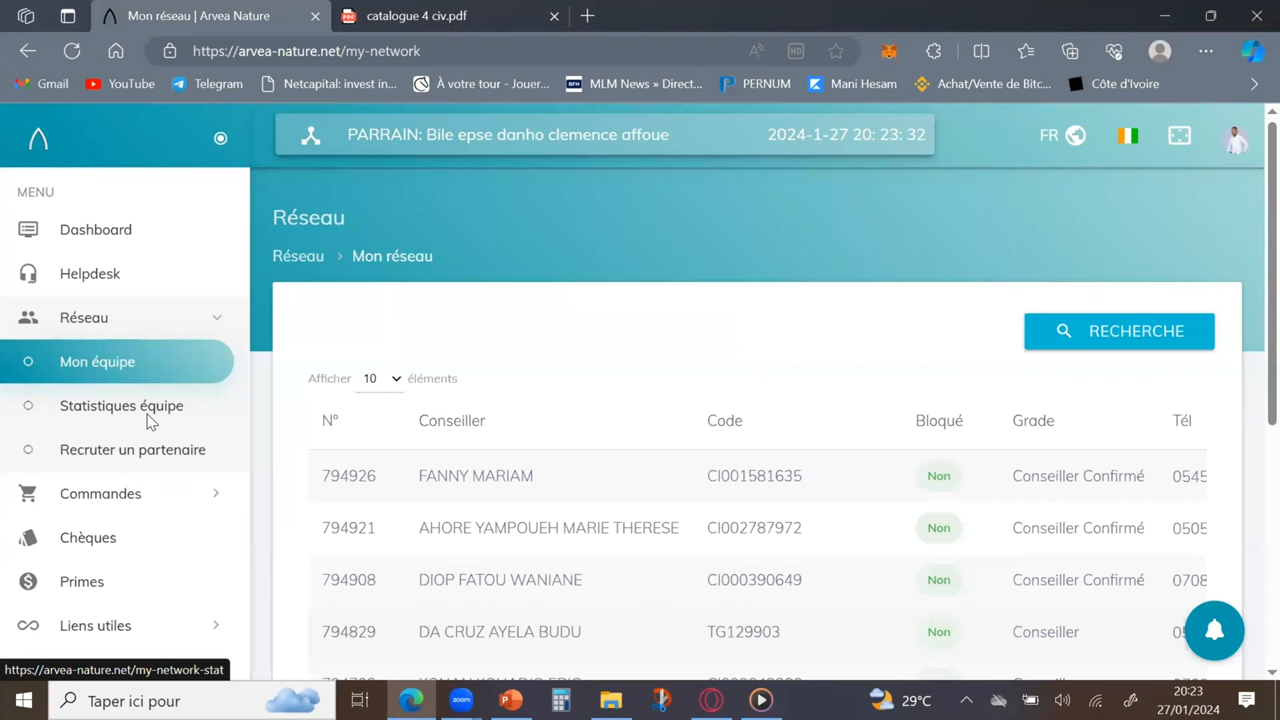 Mon réseau | Arvea Nature
catalogue 4 civ.pdf
https://arvea-nature.net/my-network
Gmail
YouTube
Telegram
Netcapital: invest in...
À votre tour - Jouer...
MLM News » Direct...
PERNUM
Mani Hesam
Achat/Vente de Bitc...
Côte d'Ivoire
PARRAIN: Bile epse danho clemence affoue 2024-1-27 20: 23: 32
FR
MENU
Dashboard
Helpdesk
Réseau
Mon équipe
Statistiques équipe
Recruter un partenaire
Commandes
Chèques
Primes
Liens utiles
https://arvea-nature.net/my-network-stat
Réseau
Réseau > Mon réseau
RECHERCHE
Afficher 10 éléments
N° Conseiller Code Bloqué Grade Tél
794926 FANNY MARIAM CI001581635 Non Conseiller Confirmé 0545
794921 AHORE YAMPOUEH MARIE THERESE CI002787972 Non Conseiller Confirmé 0505
794908 DIOP FATOU WANIANE CI000390649 Non Conseiller Confirmé 0708
794829 DA CRUZ AYELA BUDU TG129903 Non Conseiller
Taper ici pour
29°C
20:23
27/01/2024